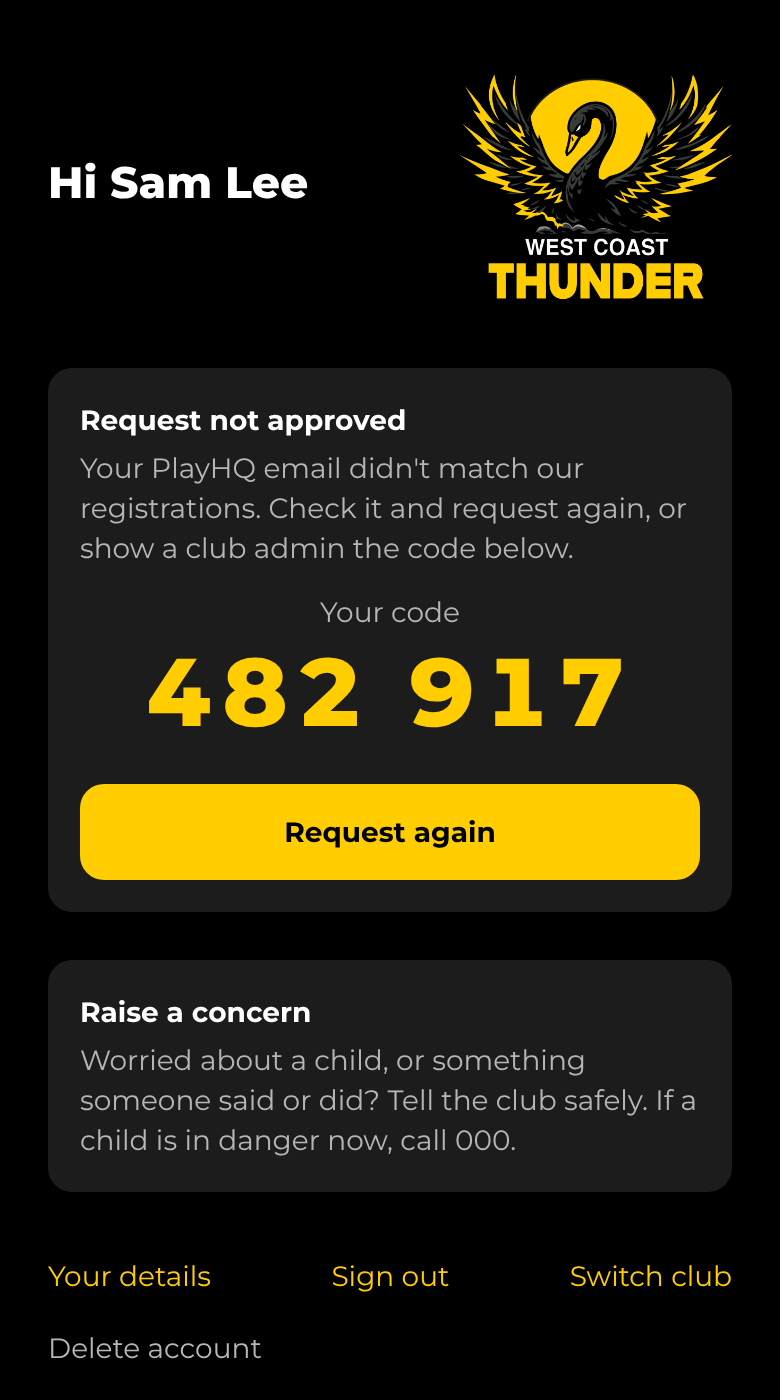 Hi Sam Lee
WEST COAST
THUNDER
Request not approved
Your PlayHQ email didn't match our
registrations. Check it and request again, or
show a club admin the code below.
Your code
482 917
Request again
Raise a concern
Worried about a child, or something
someone said or did? Tell the club safely. If a
child is in danger now, call 000.
Your details
Sign out
Switch club
Delete account